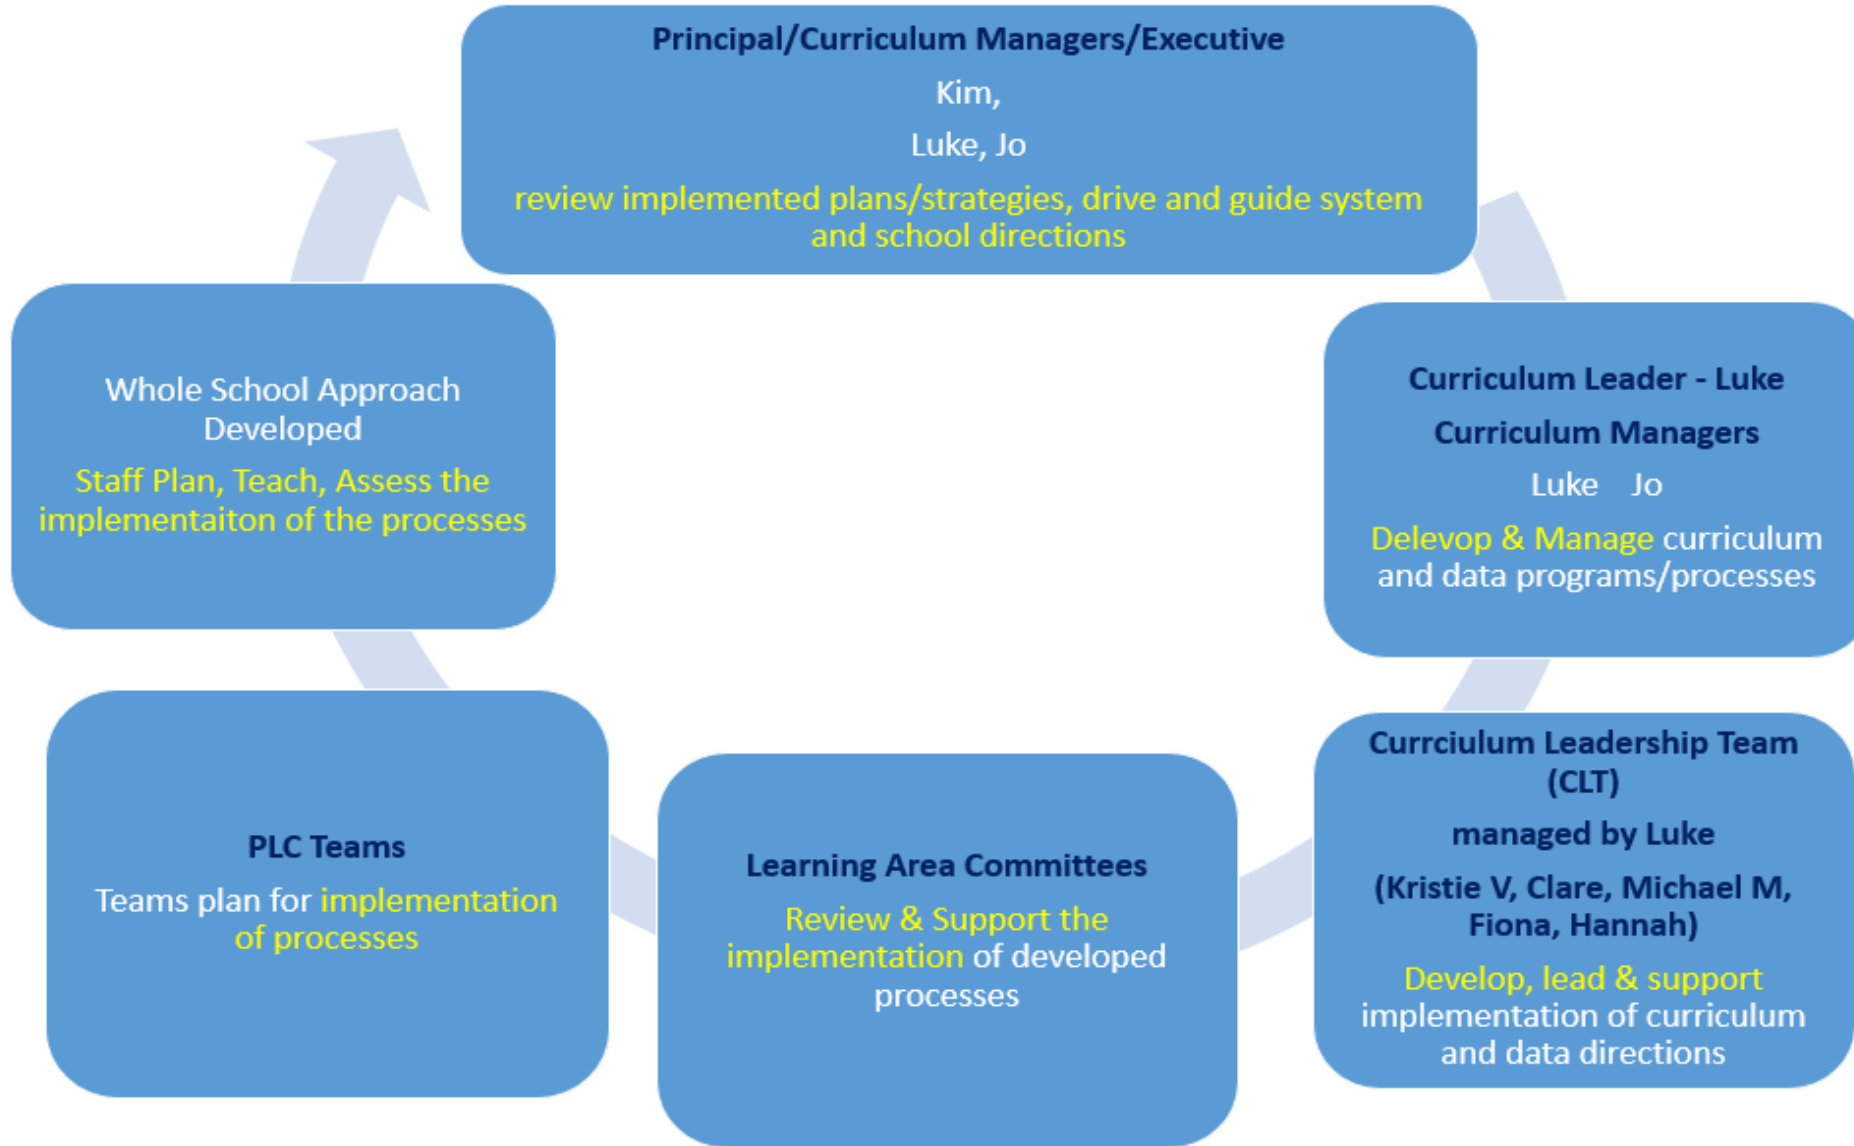 Principal/Curriculum Managers/Executive
Kim,
Luke, Jo
review implemented plans/strategies, drive and guide system
and school directions
Curriculum Leader - Luke
Curriculum Managers
Luke Jo
Delevop & Manage curriculum
and data programs/processes
Currciulum Leadership Team
(CLT)
managed by Luke
(Kristie V, Clare, Michael M,
Fiona, Hannah)
Develop, lead & support
implementation of curriculum
and data directions
Learning Area Committees
Review & Support the
implementation of developed
processes
PLC Teams
Teams plan for implementation
of processes
Whole School Approach
Developed
Staff Plan, Teach, Assess the
implementaiton of the processes